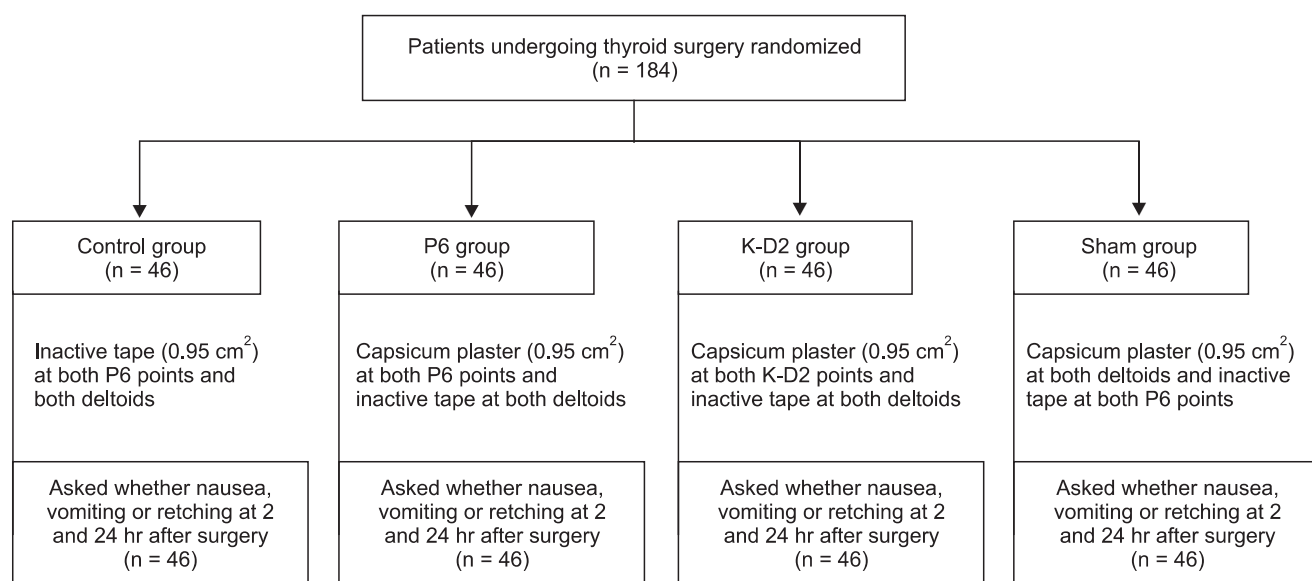 Patients undergoing thyroid surgery randomized
(n = 184)
Control group
(n = 46)
P6 group
(n = 46)
K-D2 group
(n = 46)
Sham group
(n = 46)
Inactive tape (0.95 cm²)
at both P6 points and
both deltoids
Capsicum plaster (0.95 cm²)
at both P6 points and
inactive tape at both deltoids
Capsicum plaster (0.95 cm²)
at both K-D2 points and
inactive tape at both deltoids
Capsicum plaster (0.95 cm²)
at both deltoids and inactive
tape at both P6 points
Asked whether nausea,
vomiting or retching at 2
and 24 hr after surgery
(n = 46)
Asked whether nausea,
vomiting or retching at 2
and 24 hr after surgery
(n = 46)
Asked whether nausea,
vomiting or retching at 2
and 24 hr after surgery
(n = 46)
Asked whether nausea,
vomiting or retching at 2
and 24 hr after surgery
(n = 46)